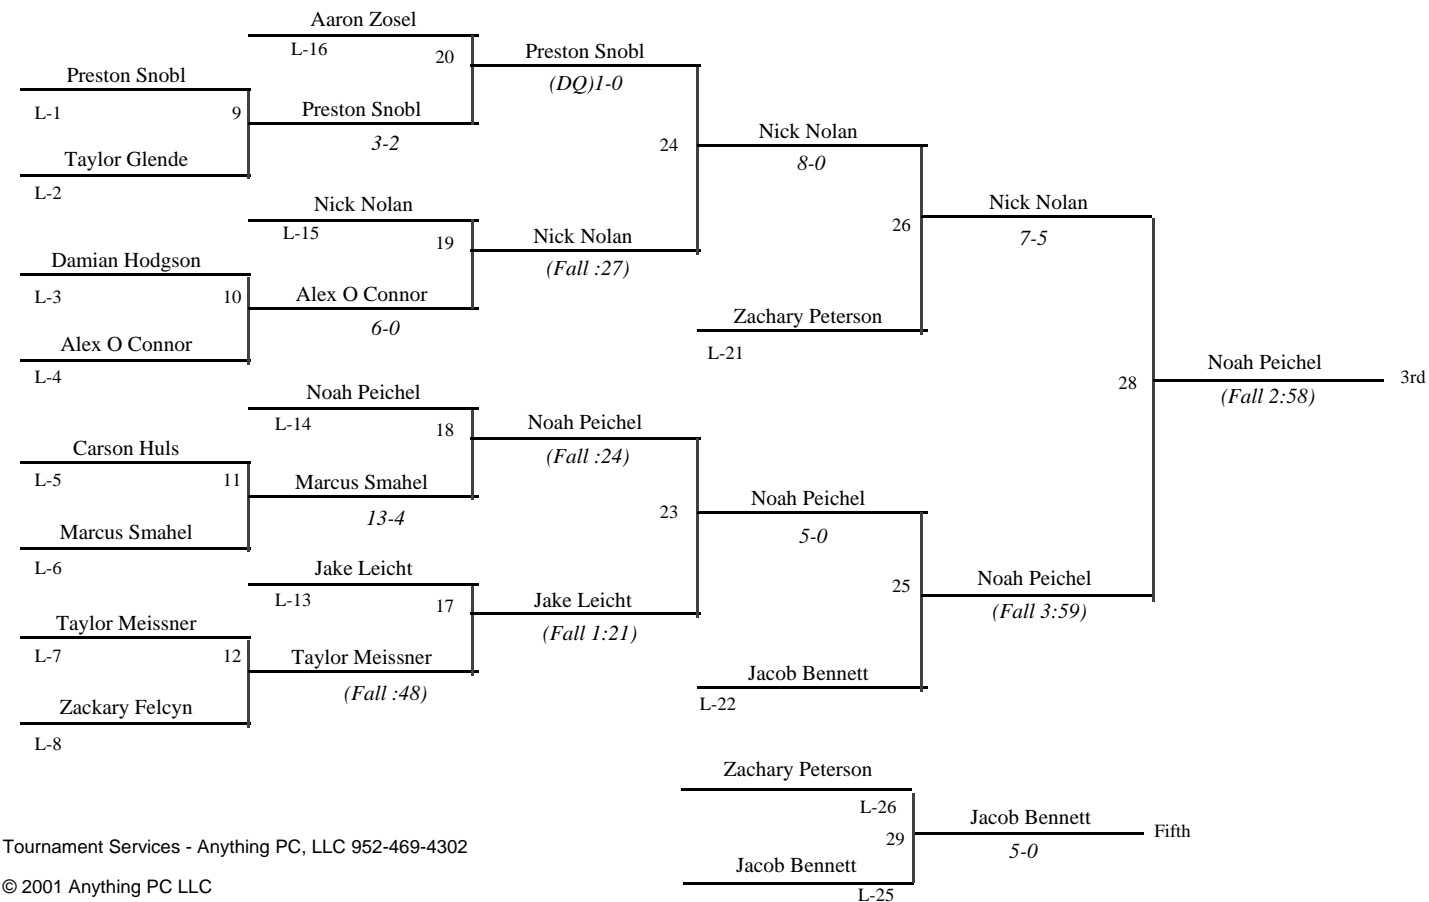 Aaron Zosel
L-16
20
Preston Snobl
(DQ)1-0
Preston Snobl
L-1
9
Preston Snobl
3-2
Taylor Glende
L-2
24
Nick Nolan
8-0
Nick Nolan
L-15
19
Nick Nolan
(Fall :27)
26
Nick Nolan
7-5
Damian Hodgson
L-3
10
Alex O Connor
6-0
Alex O Connor
L-4
Zachary Peterson
L-21
28
Noah Peichel
(Fall 2:58)
3rd
Noah Peichel
L-14
18
Noah Peichel
(Fall :24)
Carson Huls
L-5
11
Marcus Smahel
13-4
Marcus Smahel
L-6
23
Noah Peichel
5-0
Jake Leicht
L-13
17
Jake Leicht
(Fall 1:21)
25
Noah Peichel
(Fall 3:59)
Taylor Meissner
L-7
12
Taylor Meissner
(Fall :48)
Zackary Felcyn
L-8
Jacob Bennett
L-22
Zachary Peterson
L-26
29
Jacob Bennett
5-0
Fifth
Jacob Bennett
L-25
Tournament Services - Anything PC, LLC 952-469-4302
© 2001 Anything PC LLC